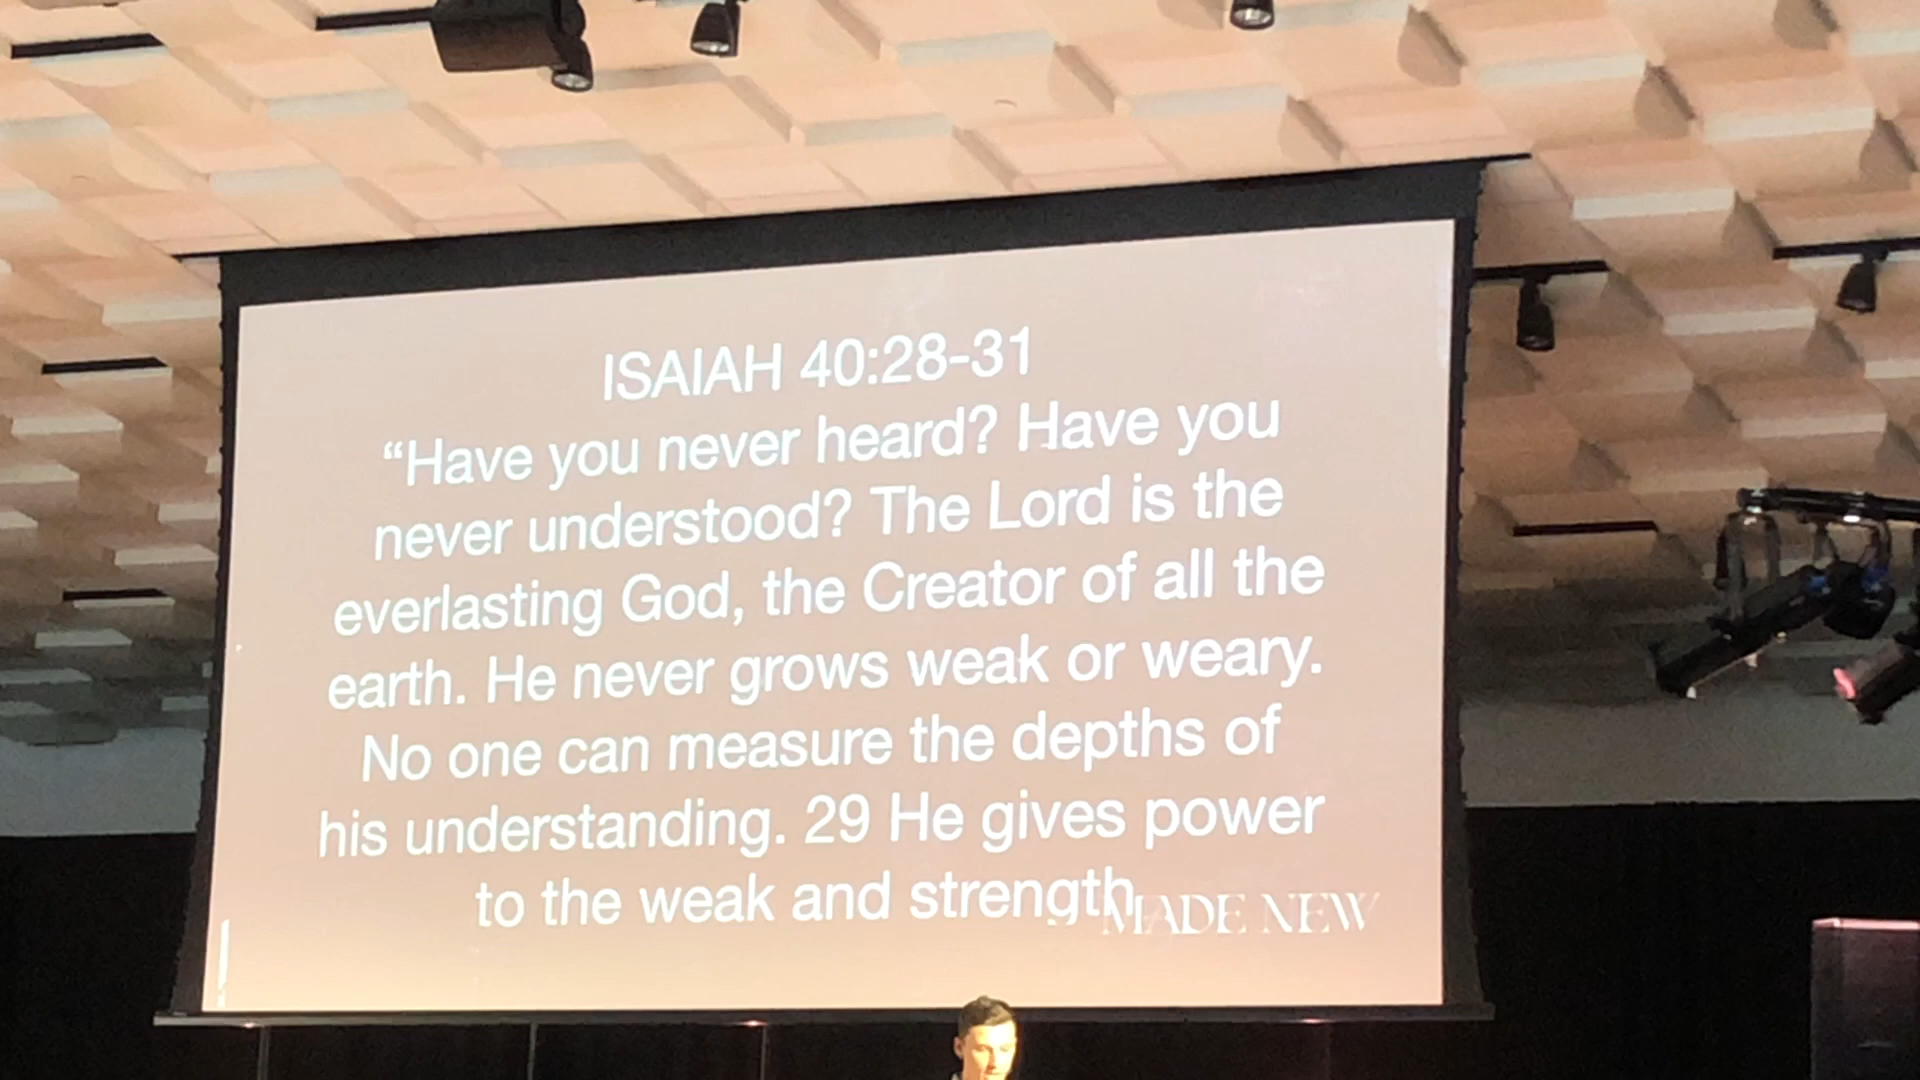 ISAIAH 40:28-31
“Have you never heard? Have you
never understood? The Lord is the
everlasting God, the Creator of all the
earth. He never grows weak or weary.
No one can measure the depths of
his understanding. 29 He gives power
to the weak and strength
MADE NEW